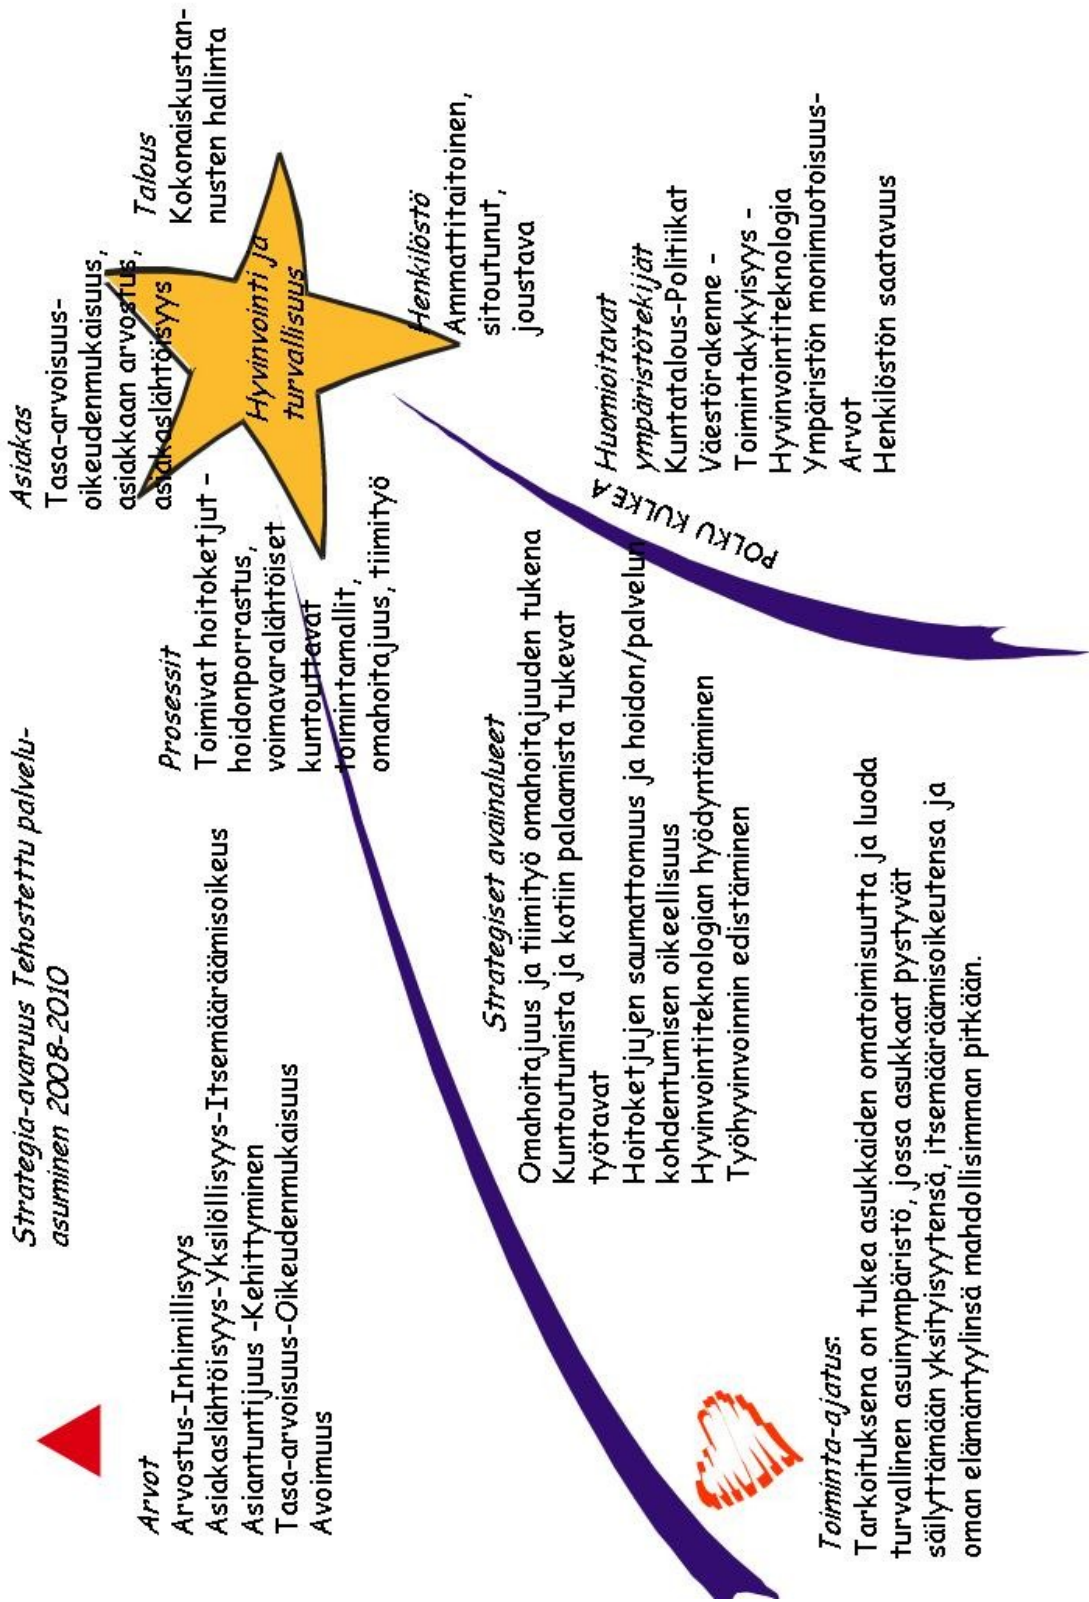 Strategia-avaruus Tehostettu palvelu-
asuminen 2008-2010
Arvot
Arvostus-Inhimillisyys
Asiakaslähtöisyys-Yksilöllisyys-Itsemääräämisoikeus
Asiantuntijuus -Kehittyminen
Tasa-arvoisuus-Oikeudenmukaisuus
Avoimuus
Prosessit
Toimivat hoitoketjut -
hoidonporrastus,
voimavaralähtöiset
kuntouttavat
toimintamallit,
omahoitajuus, tiimityö
Asiakas
Tasa-arvoisuus-
oikeudenmukaisuus,
asiakkaan arvostus,
asiakaslähtöisyys
Talous
Kokonaiskustan-
nusten hallinta
Hyvinvointi ja
turvallisuus
Henkilöstö
Ammattitaitoinen,
sitoutunut,
joustava
Strategiset avainalueet
Omahoitajuus ja tiimityö omahoitajuuden tukena
Kuntoutumista ja kotiin palaamista tukevat
työtavat
Hoitoketjujen saumattomuus ja hoidon/palvelun
kohdentumisen oikeellisuus
Hyvinvointiteknologian hyödyntäminen
Työhyvinvoinnin edistäminen
POLKU KULKEA
Huomioitavat
ympäristötekijät
Kuntatalous-Politiikat
Väestörakenne -
Toimintakykyisyys -
Hyvinvointiteknologia
Ympäristön monimuotoisuus-
Arvot
Henkilöstön saatavuus
Toiminta-ajatus:
Tarkoituksena on tukea asukkaiden omatoimisuutta ja luoda
turvallinen asuinympäristö, jossa asukkaat pystyvät
säilyttämään yksityisyytensä, itsemääräämisoikeutensa ja
oman elämäntyylinsä mahdollisimman pitkään.